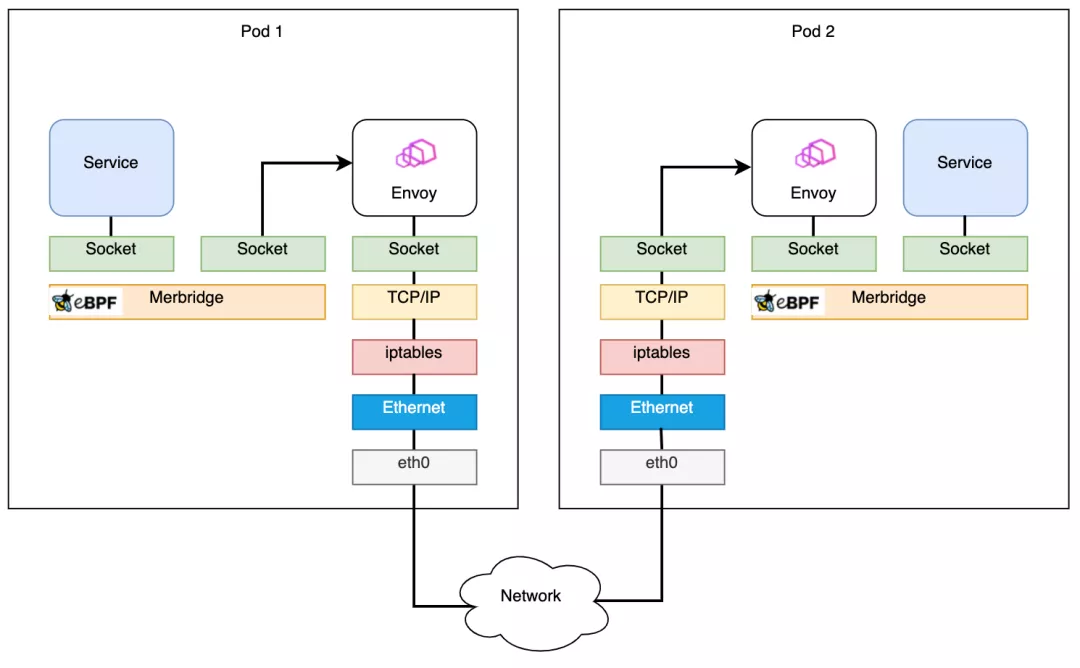 Pod 1
Pod 2
Service
Envoy
Envoy
Service
Socket
Socket
Socket
Socket
Socket
Socket
eBPF
Merbridge
TCP/IP
TCP/IP
eBPF
Merbridge
iptables
iptables
Ethernet
Ethernet
eth0
eth0
Network